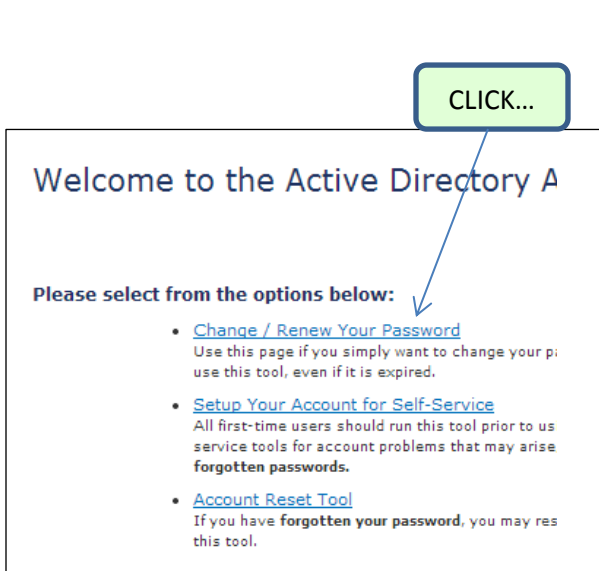 CLICK...
Welcome to the Active Directory A
Please select from the options below:
• Change / Renew Your Password
Use this page if you simply want to change your pa
use this tool, even if it is expired.
• Setup Your Account for Self-Service
All first-time users should run this tool prior to us
service tools for account problems that may arise
forgotten passwords.
• Account Reset Tool
If you have forgotten your password, you may res
this tool.